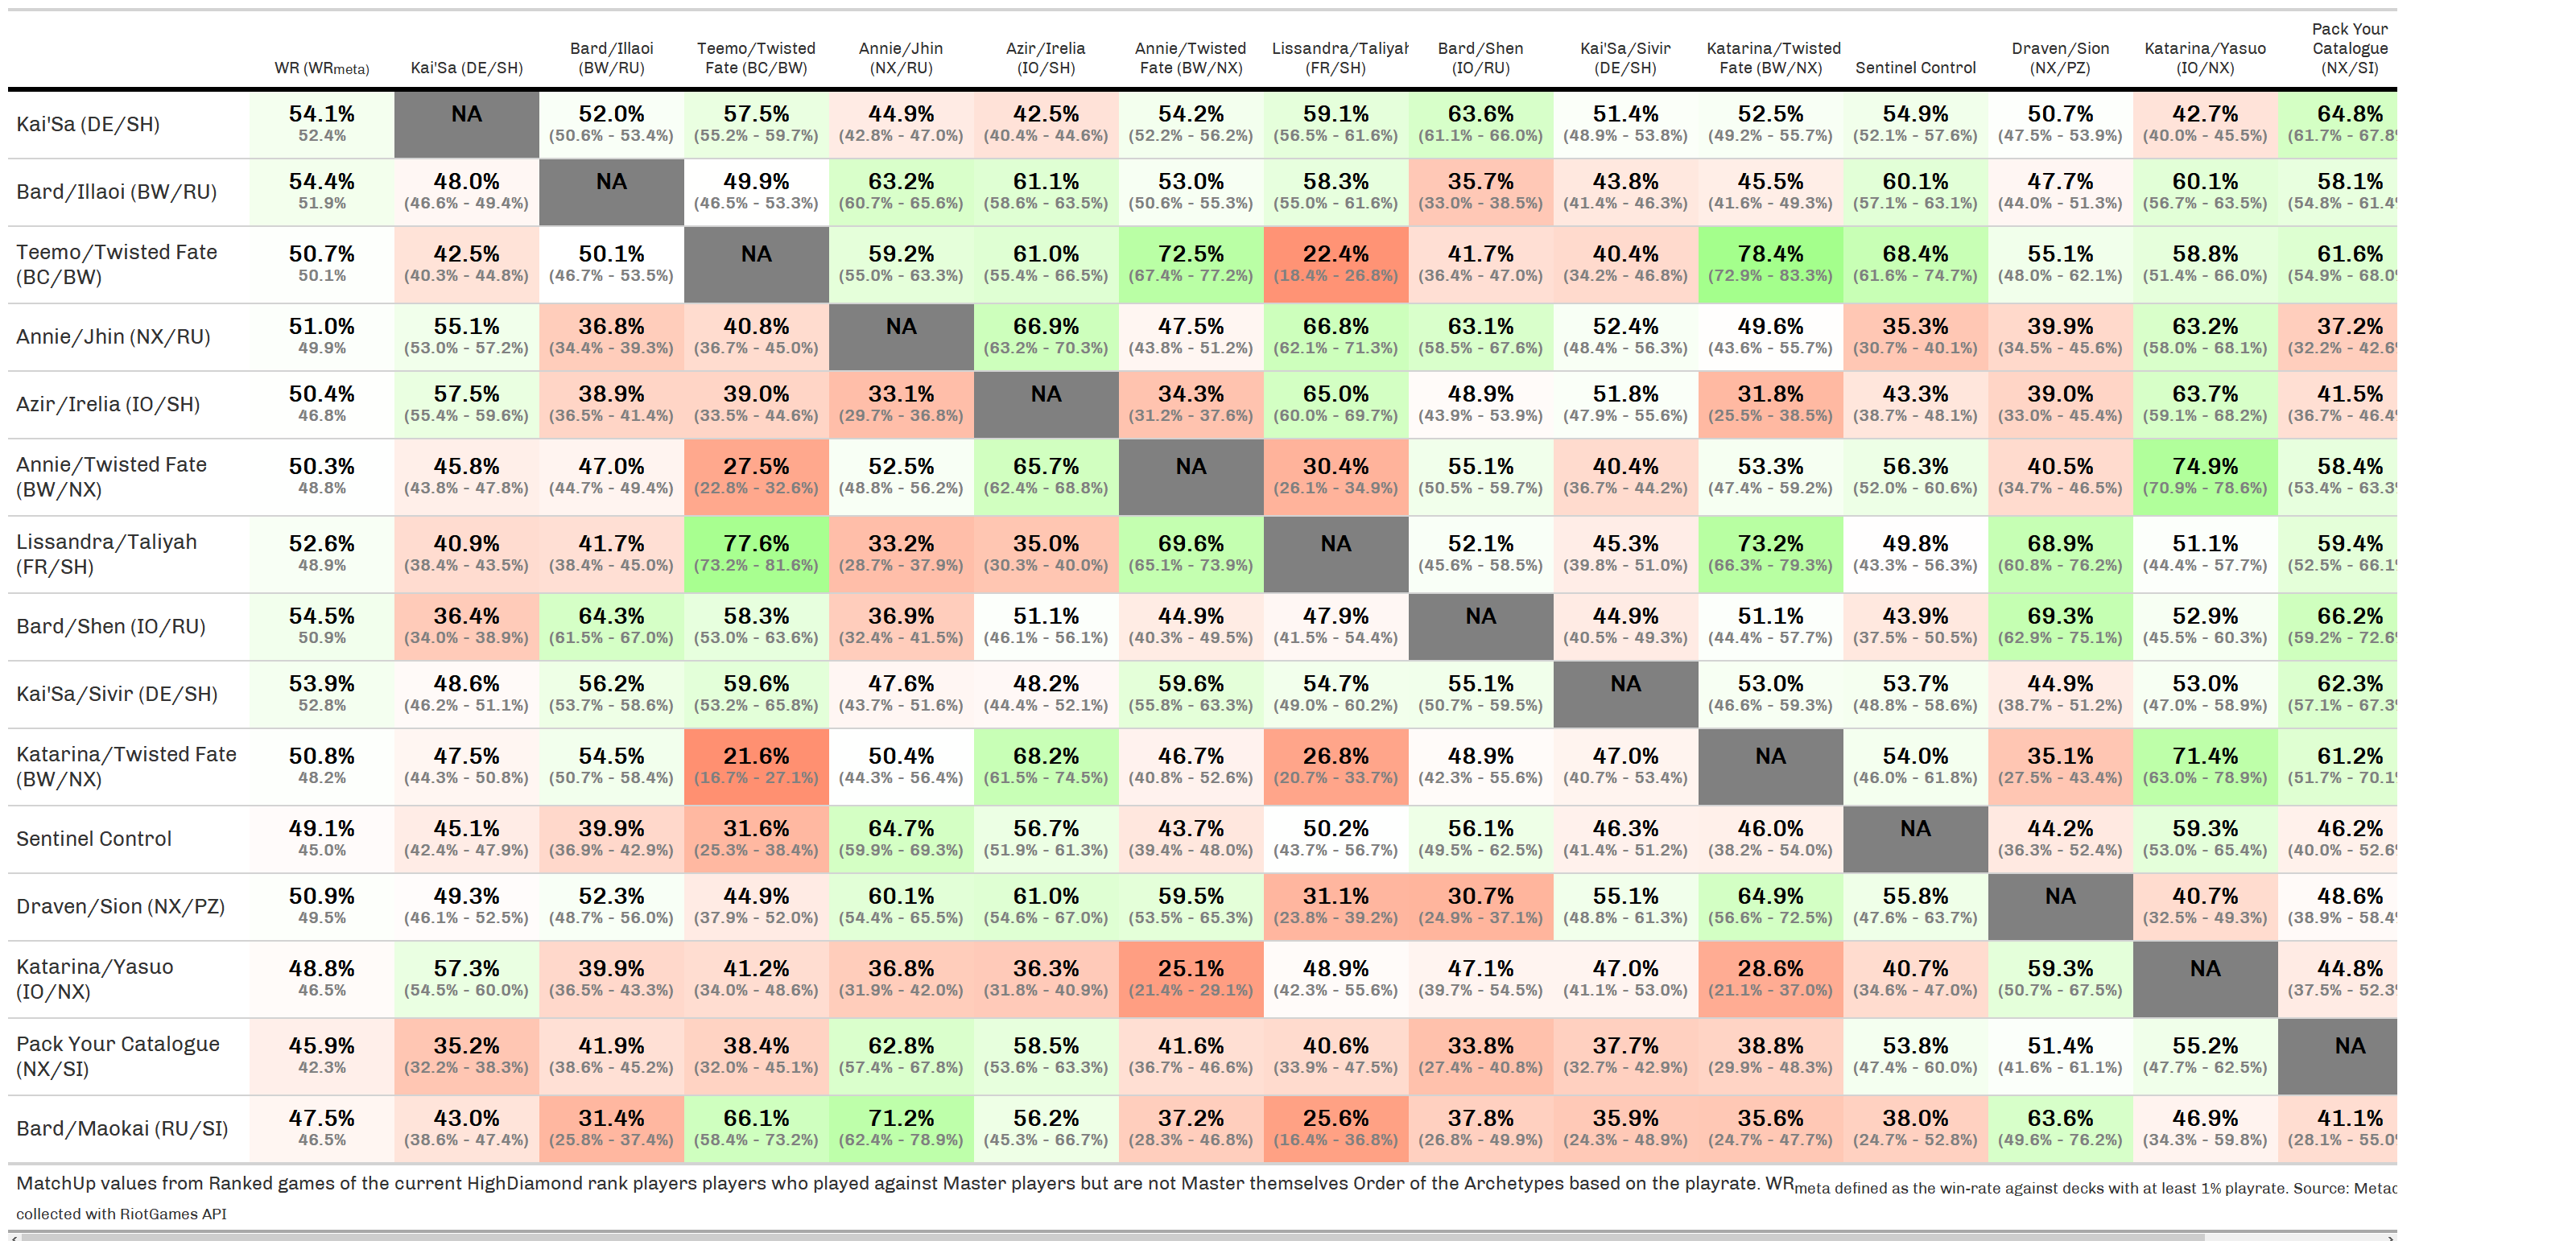 WR (WRmeta) Kai'Sa (DE/SH) Bard/Illaoi (BW/RU) Teemo/Twisted Fate (BC/BW) Annie/Jhin (NX/RU) Azir/Irelia (IO/SH) Annie/Twisted Fate (BW/NX) Lissandra/Taliyah (FR/SH) Bard/Shen (IO/RU) Kai'Sa/Sivir (DE/SH) Katarina/Twisted Fate (BW/NX) Sentinel Control Draven/Sion (NX/PZ) Katarina/Yasuo (IO/NX) Pack Your Catalogue (NX/SI)
Kai'Sa (DE/SH) 54.1% NA 52.0% 57.5% 44.9% 42.5% 54.2% 59.1% 63.6% 51.4% 52.5% 54.9% 50.7% 42.7% 64.8%
52.4% (50.6% - 53.4%) (55.2% - 59.7%) (42.8% - 47.0%) (40.4% - 44.6%) (52.2% - 56.2%) (56.5% - 61.6%) (61.1% - 66.0%) (48.9% - 53.8%) (49.2% - 55.7%) (52.1% - 57.6%) (47.5% - 53.9%) (40.0% - 45.5%) (61.7% - 67.8%
Bard/Illaoi (BW/RU) 54.4% 48.0% NA 49.9% 63.2% 61.1% 53.0% 58.3% 35.7% 43.8% 45.5% 60.1% 47.7% 60.1% 58.1%
51.9% (46.6% - 49.4%) (46.5% - 53.3%) (60.7% - 65.6%) (58.6% - 63.5%) (50.6% - 55.3%) (55.0% - 61.6%) (33.0% - 38.5%) (41.4% - 46.3%) (41.6% - 49.3%) (57.1% - 63.1%) (44.0% - 51.3%) (56.7% - 63.5%) (54.8% - 61.4%
Teemo/Twisted Fate (BC/BW) 50.7% 42.5% 50.1% NA 59.2% 61.0% 72.5% 22.4% 41.7% 40.4% 78.4% 68.4% 55.1% 58.8% 61.6%
50.1% (40.3% - 44.8%) (46.7% - 53.5%) (55.0% - 63.3%) (55.4% - 66.5%) (67.4% - 77.2%) (18.4% - 26.8%) (36.4% - 47.0%) (34.2% - 46.8%) (72.9% - 83.3%) (61.6% - 74.7%) (48.0% - 62.1%) (51.4% - 66.0%) (54.9% - 68.0%
Annie/Jhin (NX/RU) 51.0% 55.1% 36.8% 40.8% NA 66.9% 47.5% 66.8% 63.1% 52.4% 49.6% 35.3% 39.9% 63.2% 37.2%
49.9% (53.0% - 57.2%) (34.4% - 39.3%) (36.7% - 45.0%) (63.2% - 70.3%) (43.8% - 51.2%) (62.1% - 71.3%) (58.5% - 67.6%) (48.4% - 56.3%) (43.6% - 55.7%) (30.7% - 40.1%) (34.5% - 45.6%) (58.0% - 68.1%) (32.2% - 42.6%
Azir/Irelia (IO/SH) 50.4% 57.5% 38.9% 39.0% 33.1% NA 34.3% 65.0% 48.9% 51.8% 31.8% 43.3% 39.0% 63.7% 41.5%
46.8% (55.4% - 59.6%) (36.5% - 41.4%) (33.5% - 44.6%) (29.7% - 36.8%) (31.2% - 37.6%) (60.0% - 69.7%) (43.9% - 53.9%) (47.9% - 55.6%) (25.5% - 38.5%) (38.7% - 48.1%) (33.0% - 45.4%) (59.1% - 68.2%) (36.7% - 46.4%
Annie/Twisted Fate (BW/NX) 50.3% 45.8% 47.0% 27.5% 52.5% 65.7% NA 30.4% 55.1% 40.4% 53.3% 56.3% 40.5% 74.9% 58.4%
48.8% (43.8% - 47.8%) (44.7% - 49.4%) (22.8% - 32.6%) (48.8% - 56.2%) (62.4% - 68.8%) (26.1% - 34.9%) (50.5% - 59.7%) (36.7% - 44.2%) (47.4% - 59.2%) (52.0% - 60.6%) (34.7% - 46.5%) (70.9% - 78.6%) (53.4% - 63.3%
Lissandra/Taliyah (FR/SH) 52.6% 40.9% 41.7% 77.6% 33.2% 35.0% 69.6% NA 52.1% 45.3% 73.2% 49.8% 68.9% 51.1% 59.4%
48.9% (38.4% - 43.5%) (38.4% - 45.0%) (73.2% - 81.6%) (28.7% - 37.9%) (30.3% - 40.0%) (65.1% - 73.9%) (45.6% - 58.5%) (39.8% - 51.0%) (66.3% - 79.3%) (43.3% - 56.3%) (60.8% - 76.2%) (44.4% - 57.7%) (52.5% - 66.1%
Bard/Shen (IO/RU) 54.5% 36.4% 64.3% 58.3% 36.9% 51.1% 44.9% 47.9% NA 44.9% 51.1% 43.9% 69.3% 52.9% 66.2%
50.9% (34.0% - 38.9%) (61.5% - 67.0%) (53.0% - 63.6%) (32.4% - 41.5%) (46.1% - 56.1%) (40.3% - 49.5%) (41.5% - 54.4%) (40.5% - 49.3%) (44.4% - 57.7%) (37.5% - 50.5%) (62.9% - 75.1%) (45.5% - 60.3%) (59.2% - 72.6%
Kai'Sa/Sivir (DE/SH) 53.9% 48.6% 56.2% 59.6% 47.6% 48.2% 59.6% 54.7% 55.1% NA 53.0% 53.7% 44.9% 53.0% 62.3%
52.8% (46.2% - 51.1%) (53.7% - 58.6%) (53.2% - 65.8%) (43.7% - 51.6%) (44.4% - 52.1%) (55.8% - 63.3%) (49.0% - 60.2%) (50.7% - 59.5%) (46.6% - 59.3%) (48.8% - 58.6%) (38.7% - 51.2%) (47.0% - 58.9%) (57.1% - 67.3%
Katarina/Twisted Fate (BW/NX) 50.8% 47.5% 54.5% 21.6% 50.4% 68.2% 46.7% 26.8% 48.9% 47.0% NA 54.0% 35.1% 71.4% 61.2%
48.2% (44.3% - 50.8%) (50.7% - 58.4%) (16.7% - 27.1%) (44.3% - 56.4%) (61.5% - 74.5%) (40.8% - 52.6%) (20.7% - 33.7%) (42.3% - 55.6%) (40.7% - 53.4%) (46.0% - 61.8%) (27.5% - 43.4%) (63.0% - 78.9%) (51.7% - 70.1%
Sentinel Control 49.1% 45.1% 39.9% 31.6% 64.7% 56.7% 43.7% 50.2% 56.1% 46.3% 46.0% NA 44.2% 59.3% 46.2%
45.0% (42.4% - 47.9%) (36.9% - 42.9%) (25.3% - 38.4%) (59.9% - 69.3%) (51.9% - 61.3%) (39.4% - 48.0%) (43.7% - 56.7%) (49.5% - 62.5%) (41.4% - 51.2%) (38.2% - 54.0%) (36.3% - 52.4%) (53.0% - 65.4%) (40.0% - 52.6%
Draven/Sion (NX/PZ) 50.9% 49.3% 52.3% 44.9% 60.1% 61.0% 59.5% 31.1% 30.7% 55.1% 64.9% 55.8% NA 40.7% 48.6%
49.5% (46.1% - 52.5%) (48.7% - 56.0%) (37.9% - 52.0%) (54.4% - 65.5%) (54.6% - 67.0%) (53.5% - 65.3%) (23.8% - 39.2%) (24.9% - 37.1%) (48.8% - 61.3%) (56.6% - 72.5%) (47.6% - 63.7%) (32.5% - 49.3%) (38.9% - 58.4%
Katarina/Yasuo (IO/NX) 48.8% 57.3% 39.9% 41.2% 36.8% 36.3% 25.1% 48.9% 47.1% 47.0% 28.6% 40.7% 59.3% NA 44.8%
46.5% (54.5% - 60.0%) (36.5% - 43.3%) (34.0% - 48.6%) (31.9% - 42.0%) (31.8% - 40.9%) (21.4% - 29.1%) (42.3% - 55.6%) (39.7% - 54.5%) (41.1% - 53.0%) (21.1% - 37.0%) (34.6% - 47.0%) (50.7% - 67.5%) (37.5% - 52.3%
Pack Your Catalogue (NX/SI) 45.9% 35.2% 41.9% 38.4% 62.8% 58.5% 41.6% 40.6% 33.8% 37.7% 38.8% 53.8% 51.4% 55.2% NA
42.3% (32.2% - 38.3%) (38.6% - 45.2%) (32.0% - 45.1%) (57.4% - 67.8%) (53.6% - 63.3%) (36.7% - 46.6%) (33.9% - 47.5%) (27.4% - 40.8%) (32.7% - 42.9%) (29.9% - 48.3%) (47.4% - 60.0%) (41.6% - 61.1%) (47.7% - 62.5%)
Bard/Maokai (RU/SI) 47.5% 43.0% 31.4% 66.1% 71.2% 56.2% 37.2% 25.6% 37.8% 35.9% 35.6% 38.0% 63.6% 46.9% 41.1%
46.5% (38.6% - 47.4%) (25.8% - 37.4%) (58.4% - 73.2%) (62.4% - 78.9%) (45.3% - 66.7%) (28.3% - 46.8%) (16.4% - 36.8%) (26.8% - 49.9%) (24.3% - 48.9%) (24.7% - 47.7%) (24.7% - 52.8%) (49.6% - 76.2%) (34.3% - 59.8%) (28.1% - 55.0%
MatchUp values from Ranked games of the current HighDiamond rank players players who played against Master players but are not Master themselves Order of the Archetypes based on the playrate. WRmeta defined as the win-rate against decks with at least 1% playrate. Source:
collected with RiotGames API